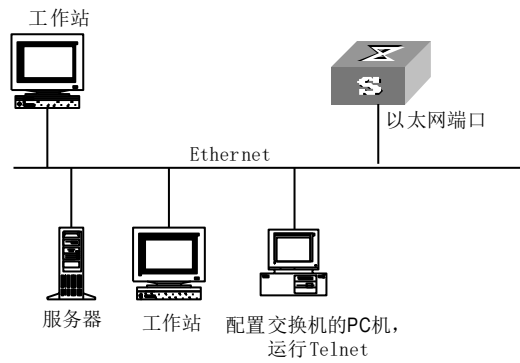 工作站
S
以太网端口
Ethernet
服务器
工作站
配置交换机的PC机，
运行Telnet